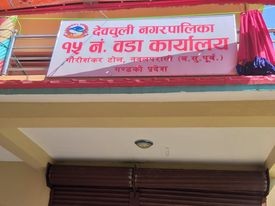 देवचुली नगरपालिका
१५ नं. वडा कार्यालय
गौरीशंकर टोल, नवलपरासी (ब.सु.पूर्व.)
गण्डकी प्रदेश